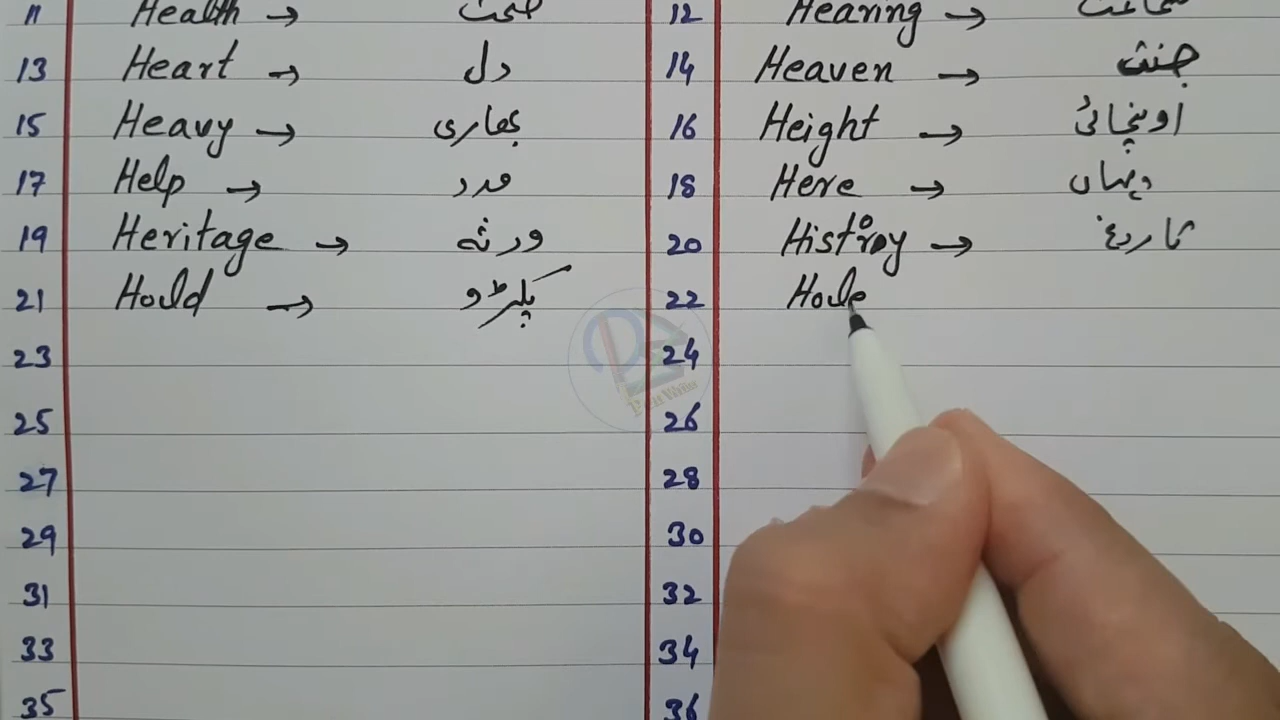 11 Health → صحت 12 Hearing → سماعت
13 Heart → دل 14 Heaven → جنت
15 Heavy → بھاری 16 Height → اونچائی
17 Help → مدد 18 Here → یہاں
19 Heritage → ورثہ 20 Histroy → تاریخ
21 Hould → پکڑو 22 Hole
23 24
25 26
27 28
29 30
31 32
33 34
35 36